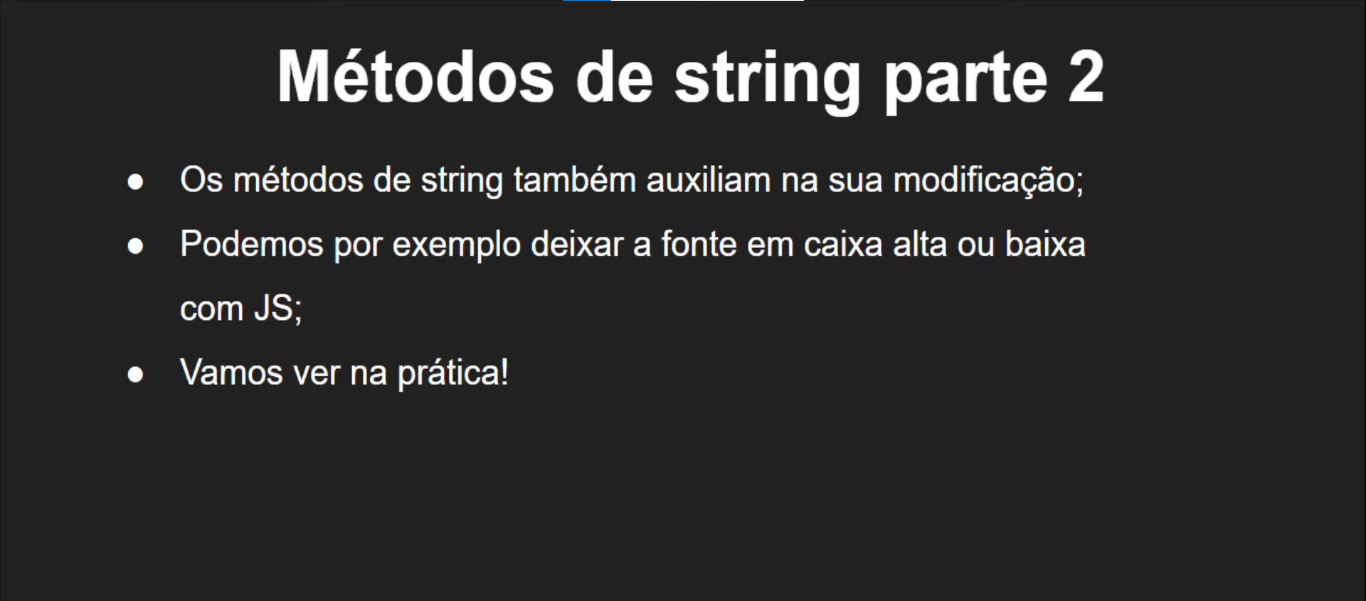 Métodos de string parte 2
● Os métodos de string também auxiliam na sua modificação;
● Podemos por exemplo deixar a fonte em caixa alta ou baixa
com JS;
● Vamos ver na prática!